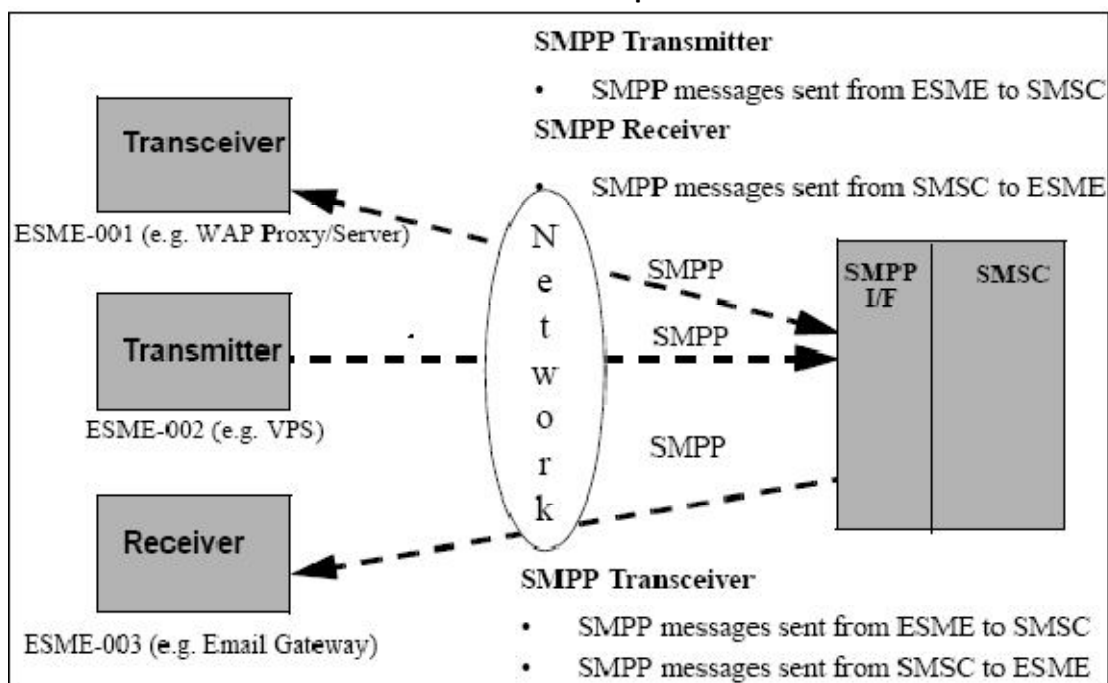 SMPP Transmitter
• SMPP messages sent from ESME to SMSC
SMPP Receiver
• SMPP messages sent from SMSC to ESME
Transceiver
ESME-001 (e.g. WAP Proxy/Server)
Transmitter
ESME-002 (e.g. VPS)
Receiver
ESME-003 (e.g. Email Gateway)
N
e
t
w
o
r
k
SMPP
SMPP
SMPP
SMPP
I/F
SMSC
SMPP Transceiver
• SMPP messages sent from ESME to SMSC
• SMPP messages sent from SMSC to ESME